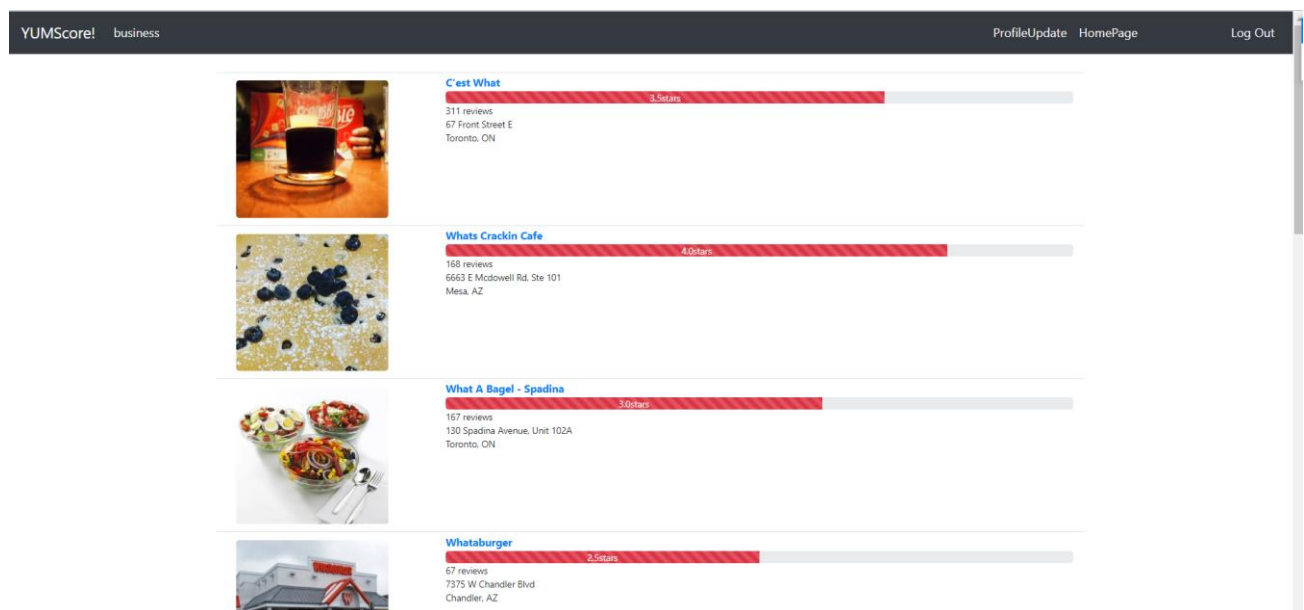 YUMScore! business ProfileUpdate HomePage Log Out
C'est What
3.5stars
311 reviews
67 Front Street E
Toronto, ON
Whats Crackin Cafe
4.0stars
168 reviews
6663 E Mcdowell Rd, Ste 101
Mesa, AZ
What A Bagel - Spadina
3.0stars
167 reviews
130 Spadina Avenue, Unit 102A
Toronto, ON
Whataburger
2.5stars
67 reviews
7375 W Chandler Blvd
Chandler, AZ